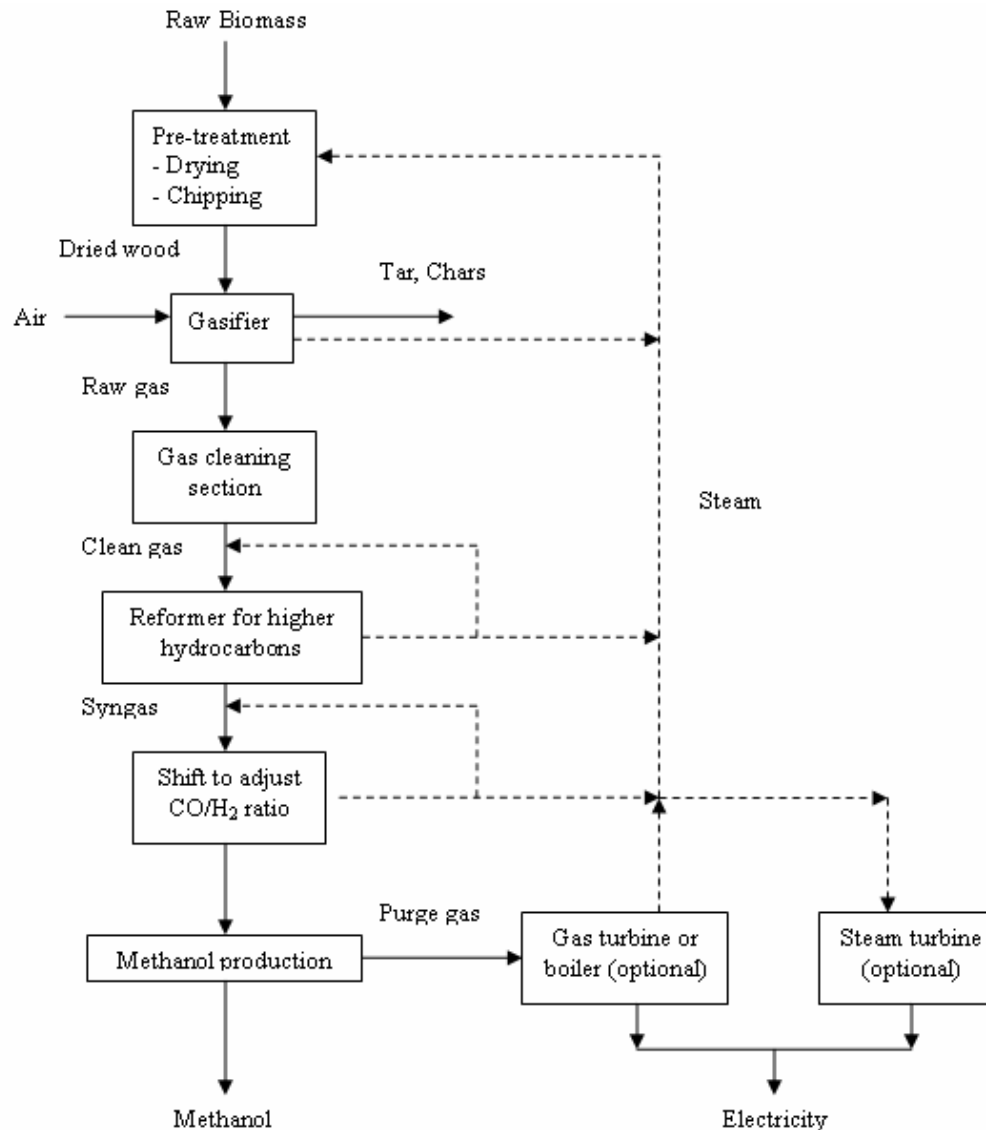 Raw Biomass
Pre-treatment
- Drying
- Chipping
Dried wood
Tar, Chars
Air
Gasifier
Raw gas
Gas cleaning
section
Steam
Clean gas
Reformer for higher
hydrocarbons
Syngas
Shift to adjust
CO/H₂ ratio
Purge gas
Methanol production
Gas turbine or
boiler (optional)
Steam turbine
(optional)
Methanol
Electricity